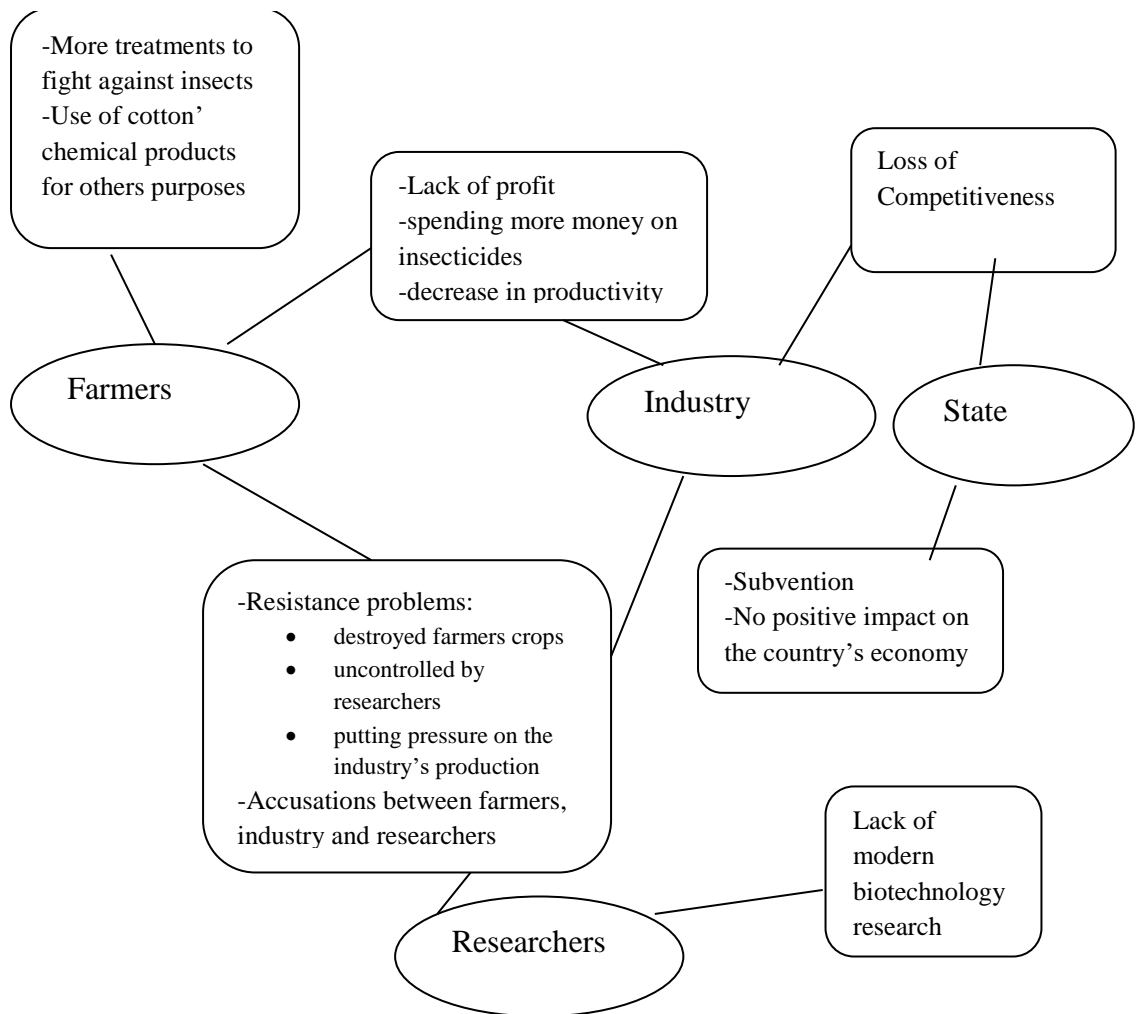 -More treatments to
fight against insects
-Use of cotton’
chemical products
for others purposes
-Lack of profit
-spending more money on
insecticides
-decrease in productivity
Loss of
Competitiveness
Farmers
Industry
State
-Resistance problems:
• destroyed farmers crops
• uncontrolled by
researchers
• putting pressure on the
industry’s production
-Accusations between farmers,
industry and researchers
-Subvention
-No positive impact on
the country’s economy
Lack of
modern
biotechnology
research
Researchers